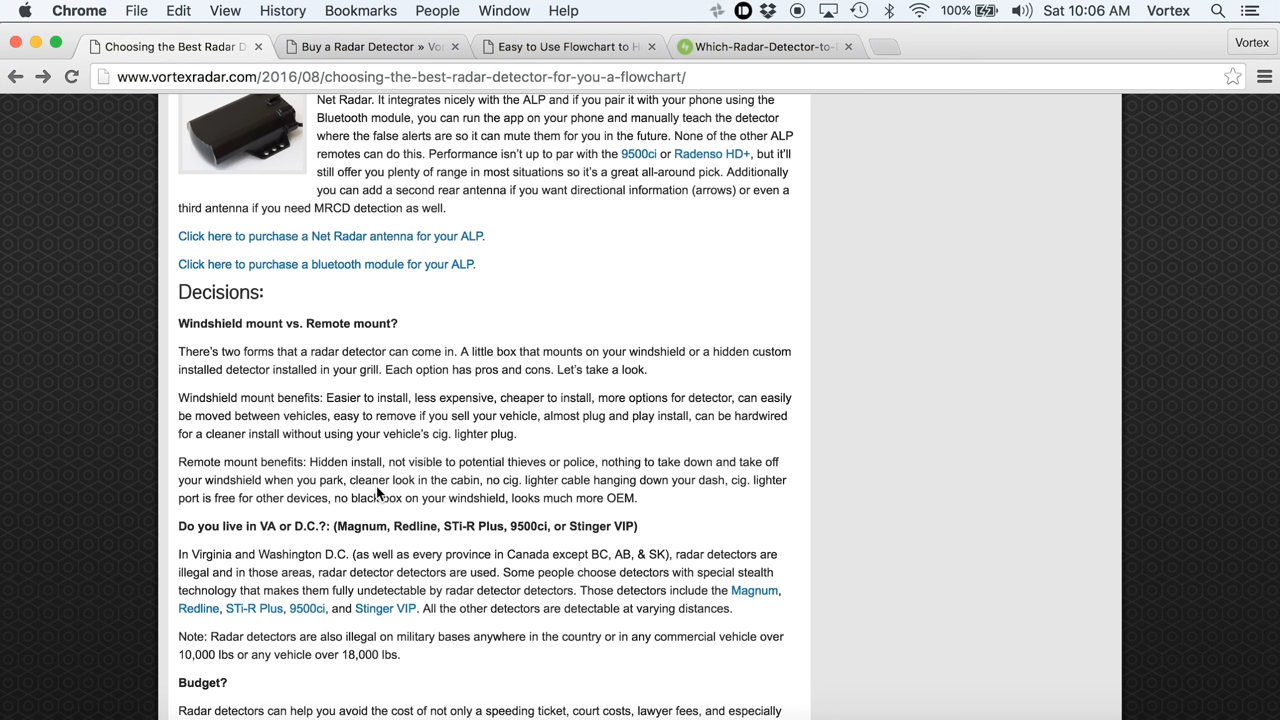 Chrome File Edit View History Bookmarks People Window Help 100% Sat 10:06 AM Vortex
Choosing the Best Radar D
Buy a Radar Detector » Vor
Easy to Use Flowchart to H
Which-Radar-Detector-to-
Vortex
www.vortexradar.com/2016/08/choosing-the-best-radar-detector-for-you-a-flowchart/
Net Radar. It integrates nicely with the ALP and if you pair it with your phone using the
Bluetooth module, you can run the app on your phone and manually teach the detector
where the false alerts are so it can mute them for you in the future. None of the other ALP
remotes can do this. Performance isn't up to par with the 9500ci or Radenso HD+, but it'll
still offer you plenty of range in most situations so it's a great all-around pick. Additionally
you can add a second rear antenna if you want directional information (arrows) or even a
third antenna if you need MRCD detection as well.
Click here to purchase a Net Radar antenna for your ALP.
Click here to purchase a bluetooth module for your ALP.
Decisions:
Windshield mount vs. Remote mount?
There's two forms that a radar detector can come in. A little box that mounts on your windshield or a hidden custom
installed detector installed in your grill. Each option has pros and cons. Let's take a look.
Windshield mount benefits: Easier to install, less expensive, cheaper to install, more options for detector, can easily
be moved between vehicles, easy to remove if you sell your vehicle, almost plug and play install, can be hardwired
for a cleaner install without using your vehicle's cig. lighter plug.
Remote mount benefits: Hidden install, not visible to potential thieves or police, nothing to take down and take off
your windshield when you park, cleaner look in the cabin, no cig. lighter cable hanging down your dash, cig. lighter
port is free for other devices, no black box on your windshield, looks much more OEM.
Do you live in VA or D.C.?: (Magnum, Redline, STi-R Plus, 9500ci, or Stinger VIP)
In Virginia and Washington D.C. (as well as every province in Canada except BC, AB, & SK), radar detectors are
illegal and in those areas, radar detector detectors are used. Some people choose detectors with special stealth
technology that makes them fully undetectable by radar detector detectors. Those detectors include the Magnum,
Redline, STi-R Plus, 9500ci, and Stinger VIP. All the other detectors are detectable at varying distances.
Note: Radar detectors are also illegal on military bases anywhere in the country or in any commercial vehicle over
10,000 lbs or any vehicle over 18,000 lbs.
Budget?
Radar detectors can help you avoid the cost of not only a speeding ticket, court costs, lawyer fees, and especially